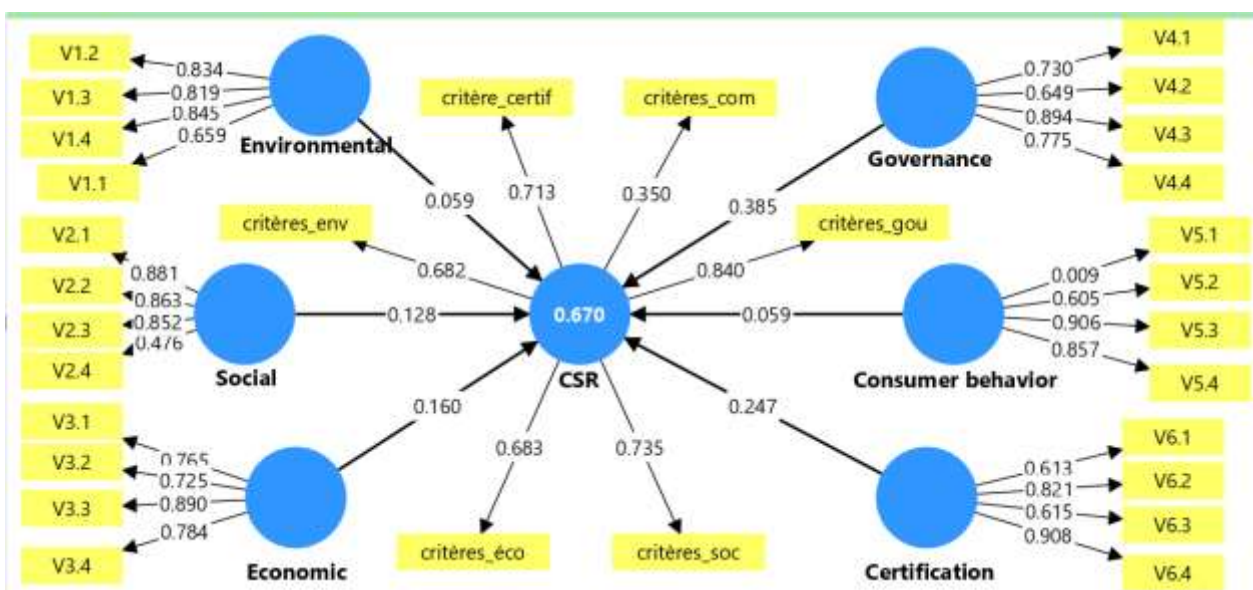 V1.2
V1.3
V1.4
V1.1
0.834
0.819
0.845
0.659
Environmental
critère_certif
critères_com
0.713
0.350
0.059
V4.1
V4.2
V4.3
V4.4
0.730
0.649
0.894
0.775
Governance
0.385
critères_env
critères_gou
0.682
0.840
V2.1
V2.2
V2.3
V2.4
0.881
0.863
0.852
0.476
Social
0.128
0.670
CSR
0.059
V5.1
V5.2
V5.3
V5.4
0.009
0.605
0.906
0.857
Consumer behavior
V3.1
V3.2
V3.3
V3.4
0.765
0.725
0.890
0.784
Economic
0.160
0.683
0.735
critères_éco
critères_soc
0.247
V6.1
V6.2
V6.3
V6.4
0.613
0.821
0.615
0.908
Certification